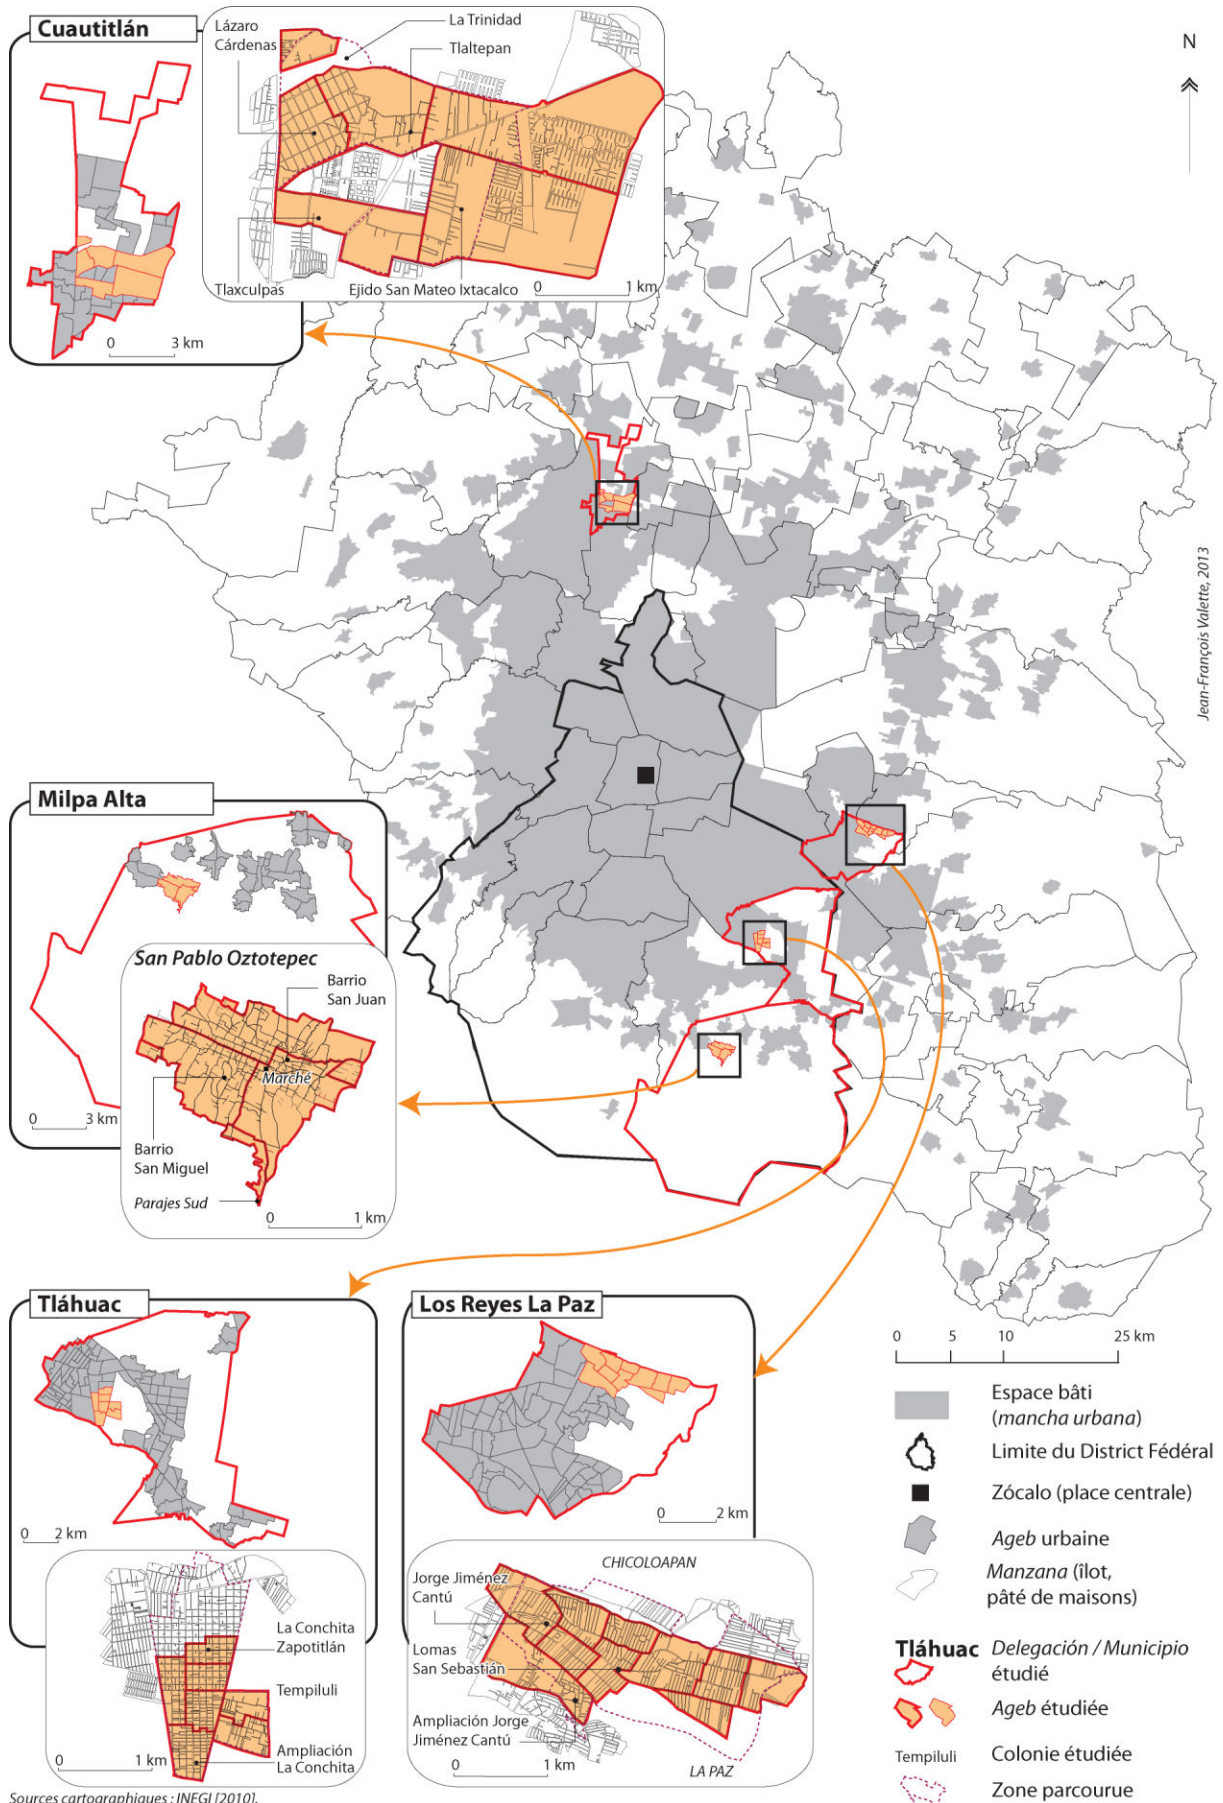 Cuautitlán
Lázaro
Cárdenas
La Trinidad
Tlaltepan
Tlaxculpas
Ejido San Mateo Ixtacalco
0 1 km
0 3 km
N
Jean-François Valette, 2013
Milpa Alta
San Pablo Oztotepec
Barrio
San Juan
Marché
0 3 km
Barrio
San Miguel
Parajes Sud
0 1 km
Tláhuac
0 2 km
La Conchita
Zapotitlán
Tempiluli
Ampliación
La Conchita
0 1 km
Los Reyes La Paz
0 2 km
CHICOLOAPAN
Jorge Jiménez
Cantú
Lomas
San Sebastián
Ampliación Jorge
Jiménez Cantú
0 1 km
LA PAZ
0 5 10 25 km
Espace bâti
(mancha urbana)
Limite du District Fédéral
Zócalo (place centrale)
Ageb urbaine
Manzana (îlot,
pâté de maisons)
Tláhuac Delegación / Municipio
étudié
Ageb étudiée
Tempiluli Colonie étudiée
Zone parcourue
Sources cartographiques : INEGI [2010].